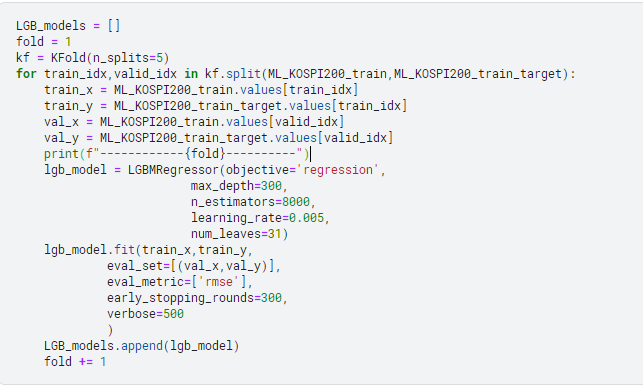 LGB_models = []
fold = 1
kf = KFold(n_splits=5)
for train_idx,valid_idx in kf.split(ML_KOSPI200_train,ML_KOSPI200_train_target):
    train_x = ML_KOSPI200_train.values[train_idx]
    train_y = ML_KOSPI200_train_target.values[train_idx]
    val_x = ML_KOSPI200_train.values[valid_idx]
    val_y = ML_KOSPI200_train_target.values[valid_idx]
    print(f"------------{fold}----------")
    lgb_model = LGBMRegressor(objective='regression',
                       max_depth=300,
                       n_estimators=8000,
                       learning_rate=0.005,
                       num_leaves=31)
    lgb_model.fit(train_x,train_y,
            eval_set=[(val_x,val_y)],
            eval_metric=['rmse'],
            early_stopping_rounds=300,
            verbose=500
            )
    LGB_models.append(lgb_model)
    fold += 1